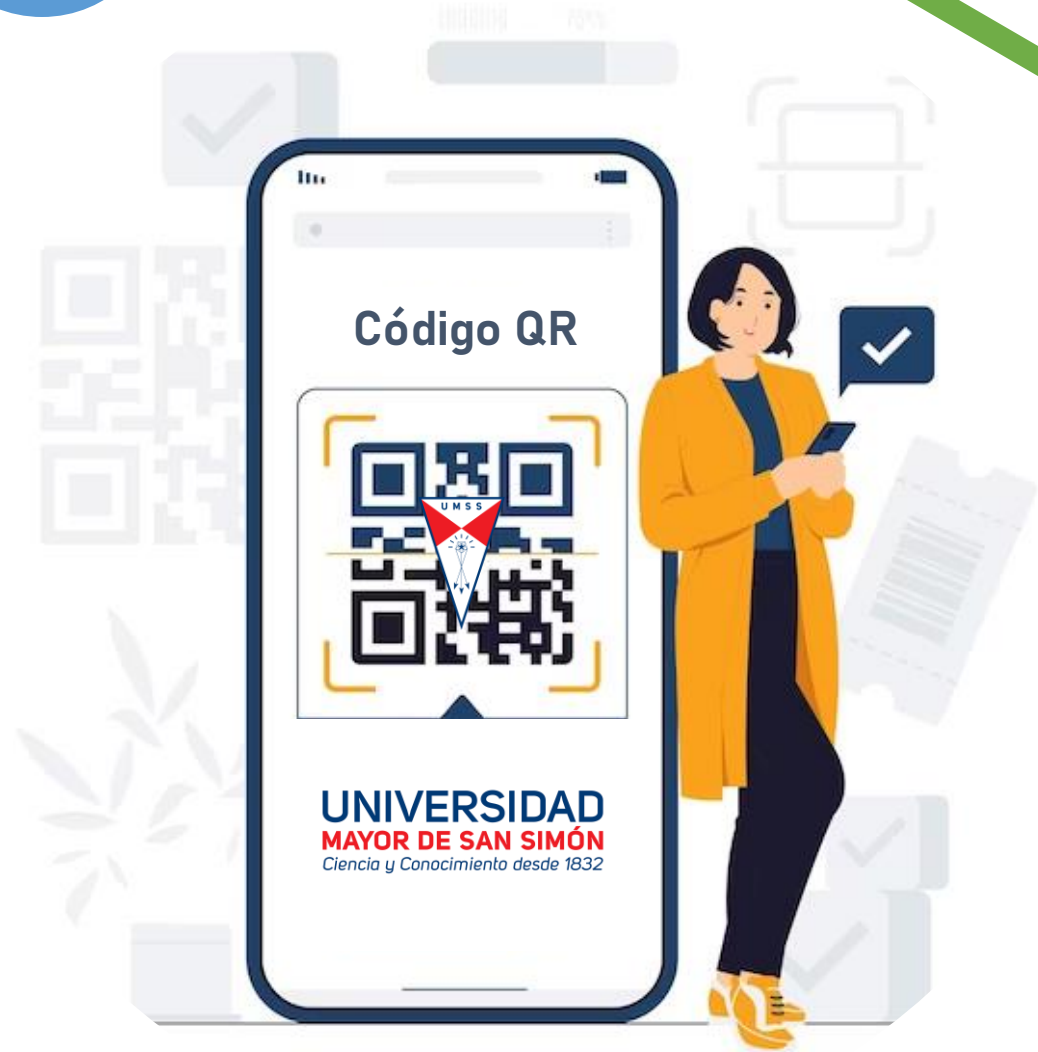 Código QR
UMSS
UNIVERSIDAD
MAYOR DE SAN SIMÓN
Ciencia y Conocimiento desde 1832